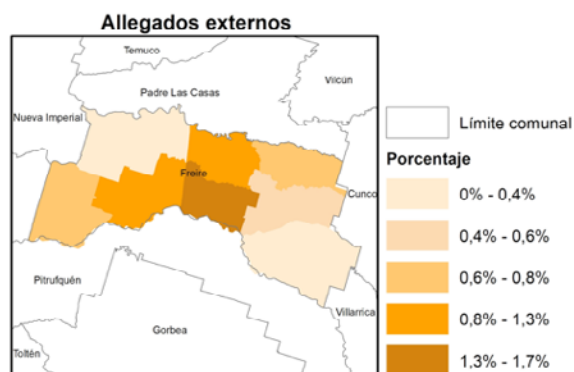 Allegados externos
Temuco
Vilcún
Padre Las Casas
Nueva Imperial
Freire
Cunco
Pitrufquén
Villarrica
Gorbea
Toltén
Límite comunal
Porcentaje
0% - 0,4%
0,4% - 0,6%
0,6% - 0,8%
0,8% - 1,3%
1,3% - 1,7%